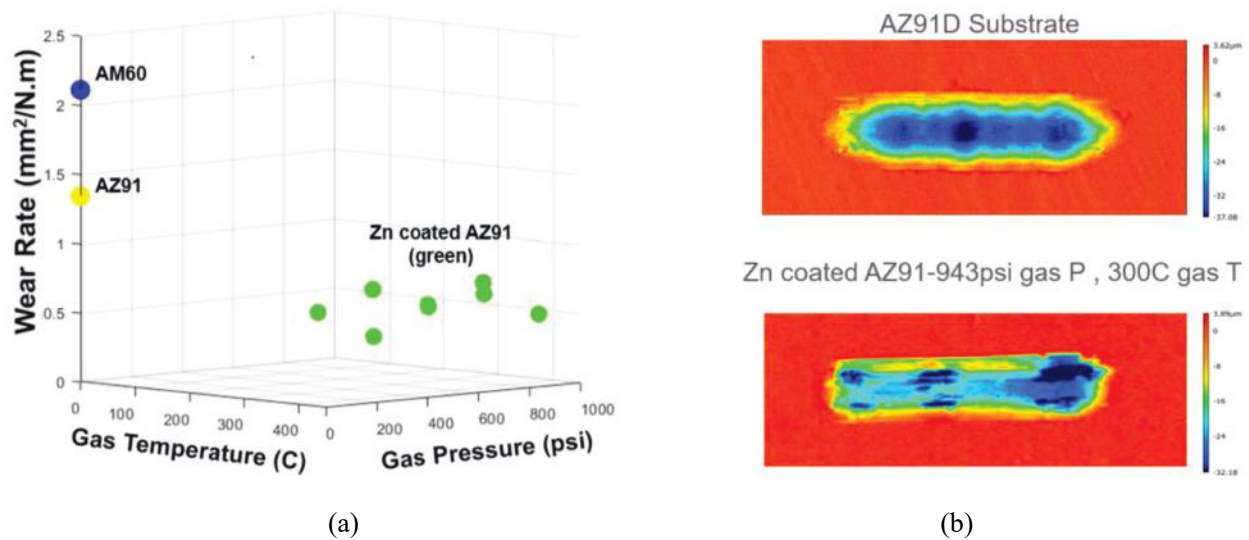 Wear Rate (mm²/N.m)
2.5
2
1.5
1
0.5
0
AM60
AZ91
Zn coated AZ91
(green)
0
100
200
300
400
Gas Temperature (C)
0
200
400
600
800
1000
Gas Pressure (psi)
(a)
AZ91D Substrate
3.62µm
0
-8
-16
-24
-32
-37.08
Zn coated AZ91-943psi gas P , 300C gas T
3.89µm
0
-8
-16
-24
-32.18
(b)